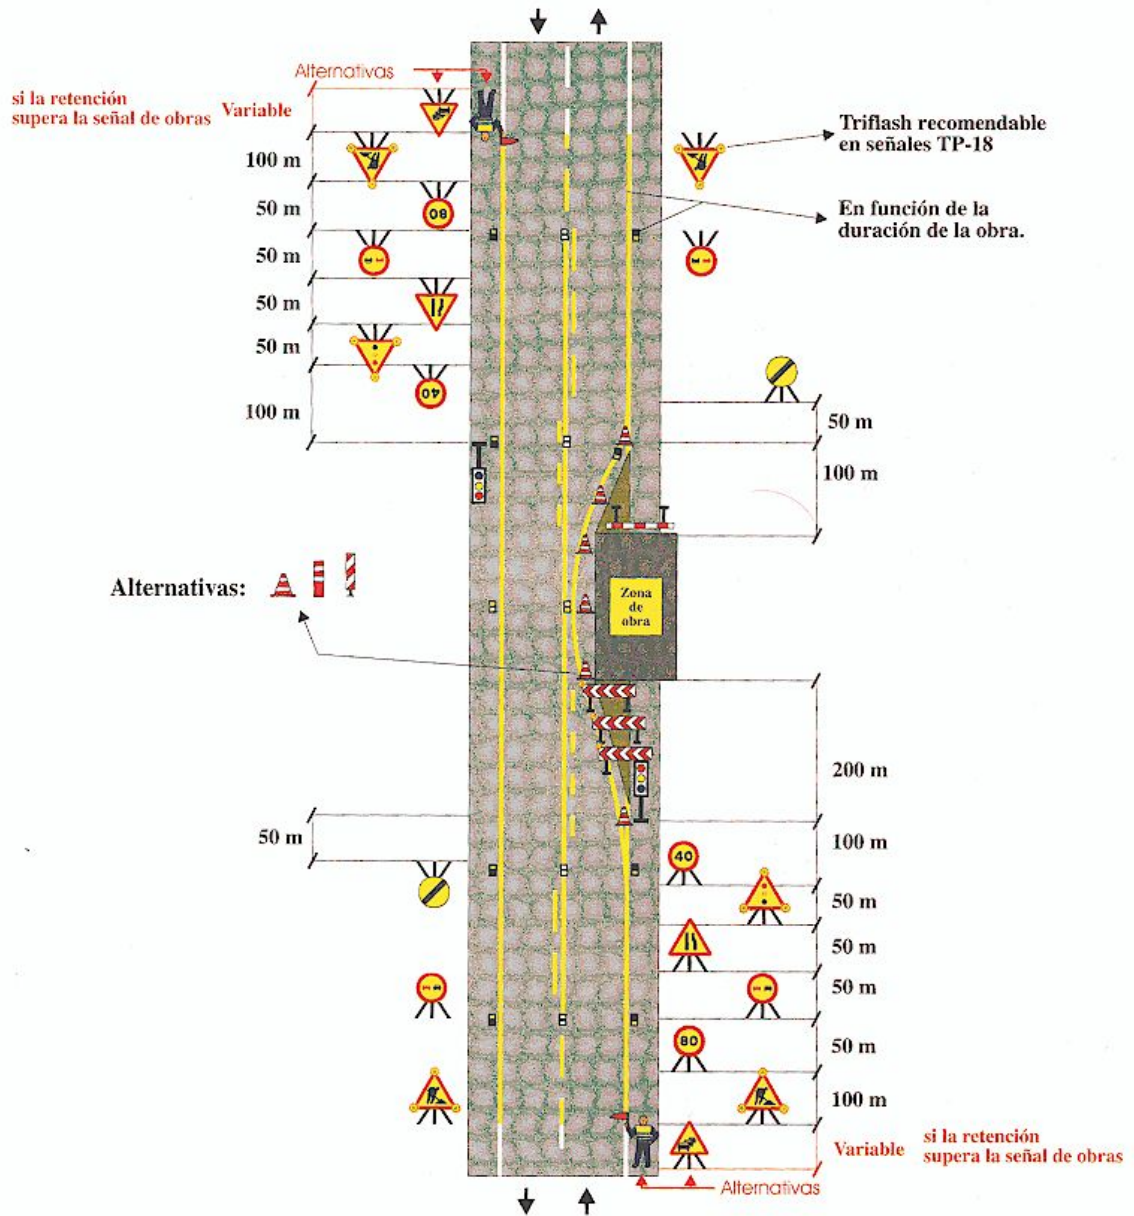 Alternativas
si la retención
supera la señal de obras
Variable
100 m
Triflash recomendable
en señales TP-18
50 m
80
En función de la
duración de la obra.
50 m
50 m
50 m
40
100 m
50 m
100 m
Alternativas:
Zona
de
obra
200 m
50 m
100 m
40
50 m
50 m
50 m
80
50 m
100 m
Variable
si la retención
supera la señal de obras
Alternativas